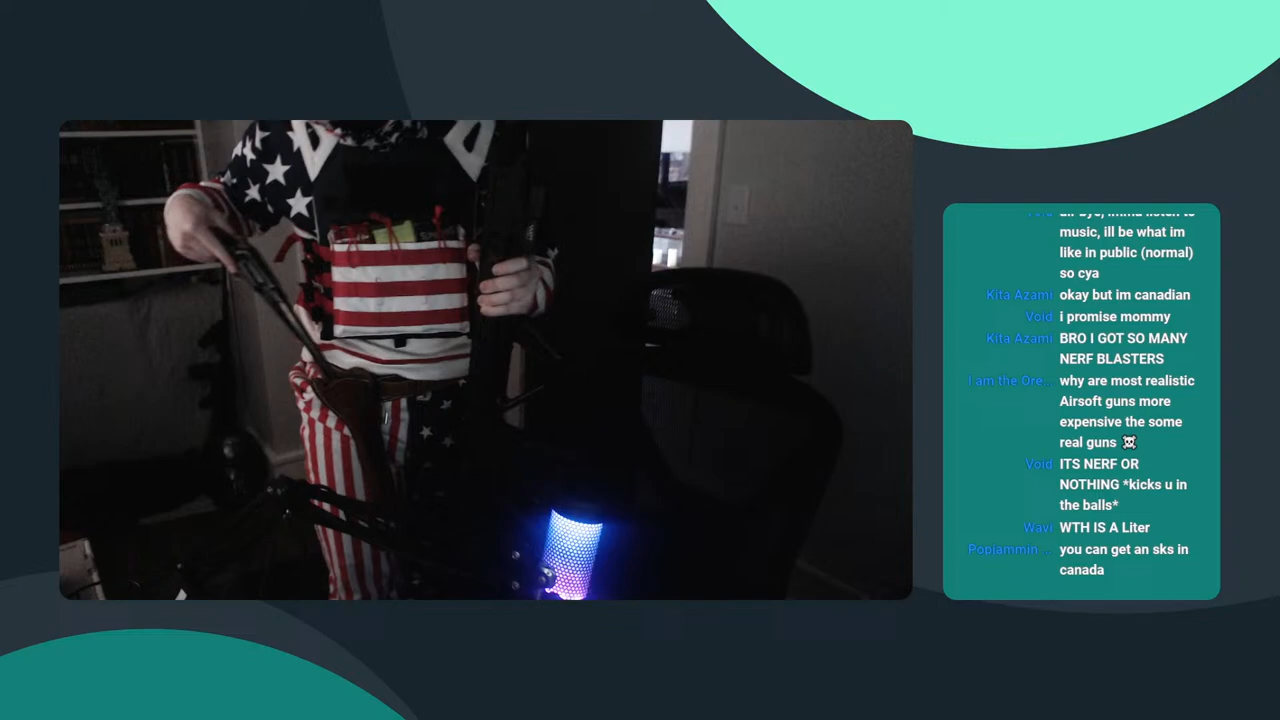 music, ill be what im
like in public (normal)
so cya
Kita Azami okay but im canadian
Void i promise mommy
Kita Azami BRO I GOT SO MANY
NERF BLASTERS
I am the Ore... why are most realistic
Airsoft guns more
expensive the some
real guns ☠️
Void ITS NERF OR
NOTHING *kicks u in
the balls*
Wavi WTH IS A Liter
Popjammin ... you can get an sks in
canada